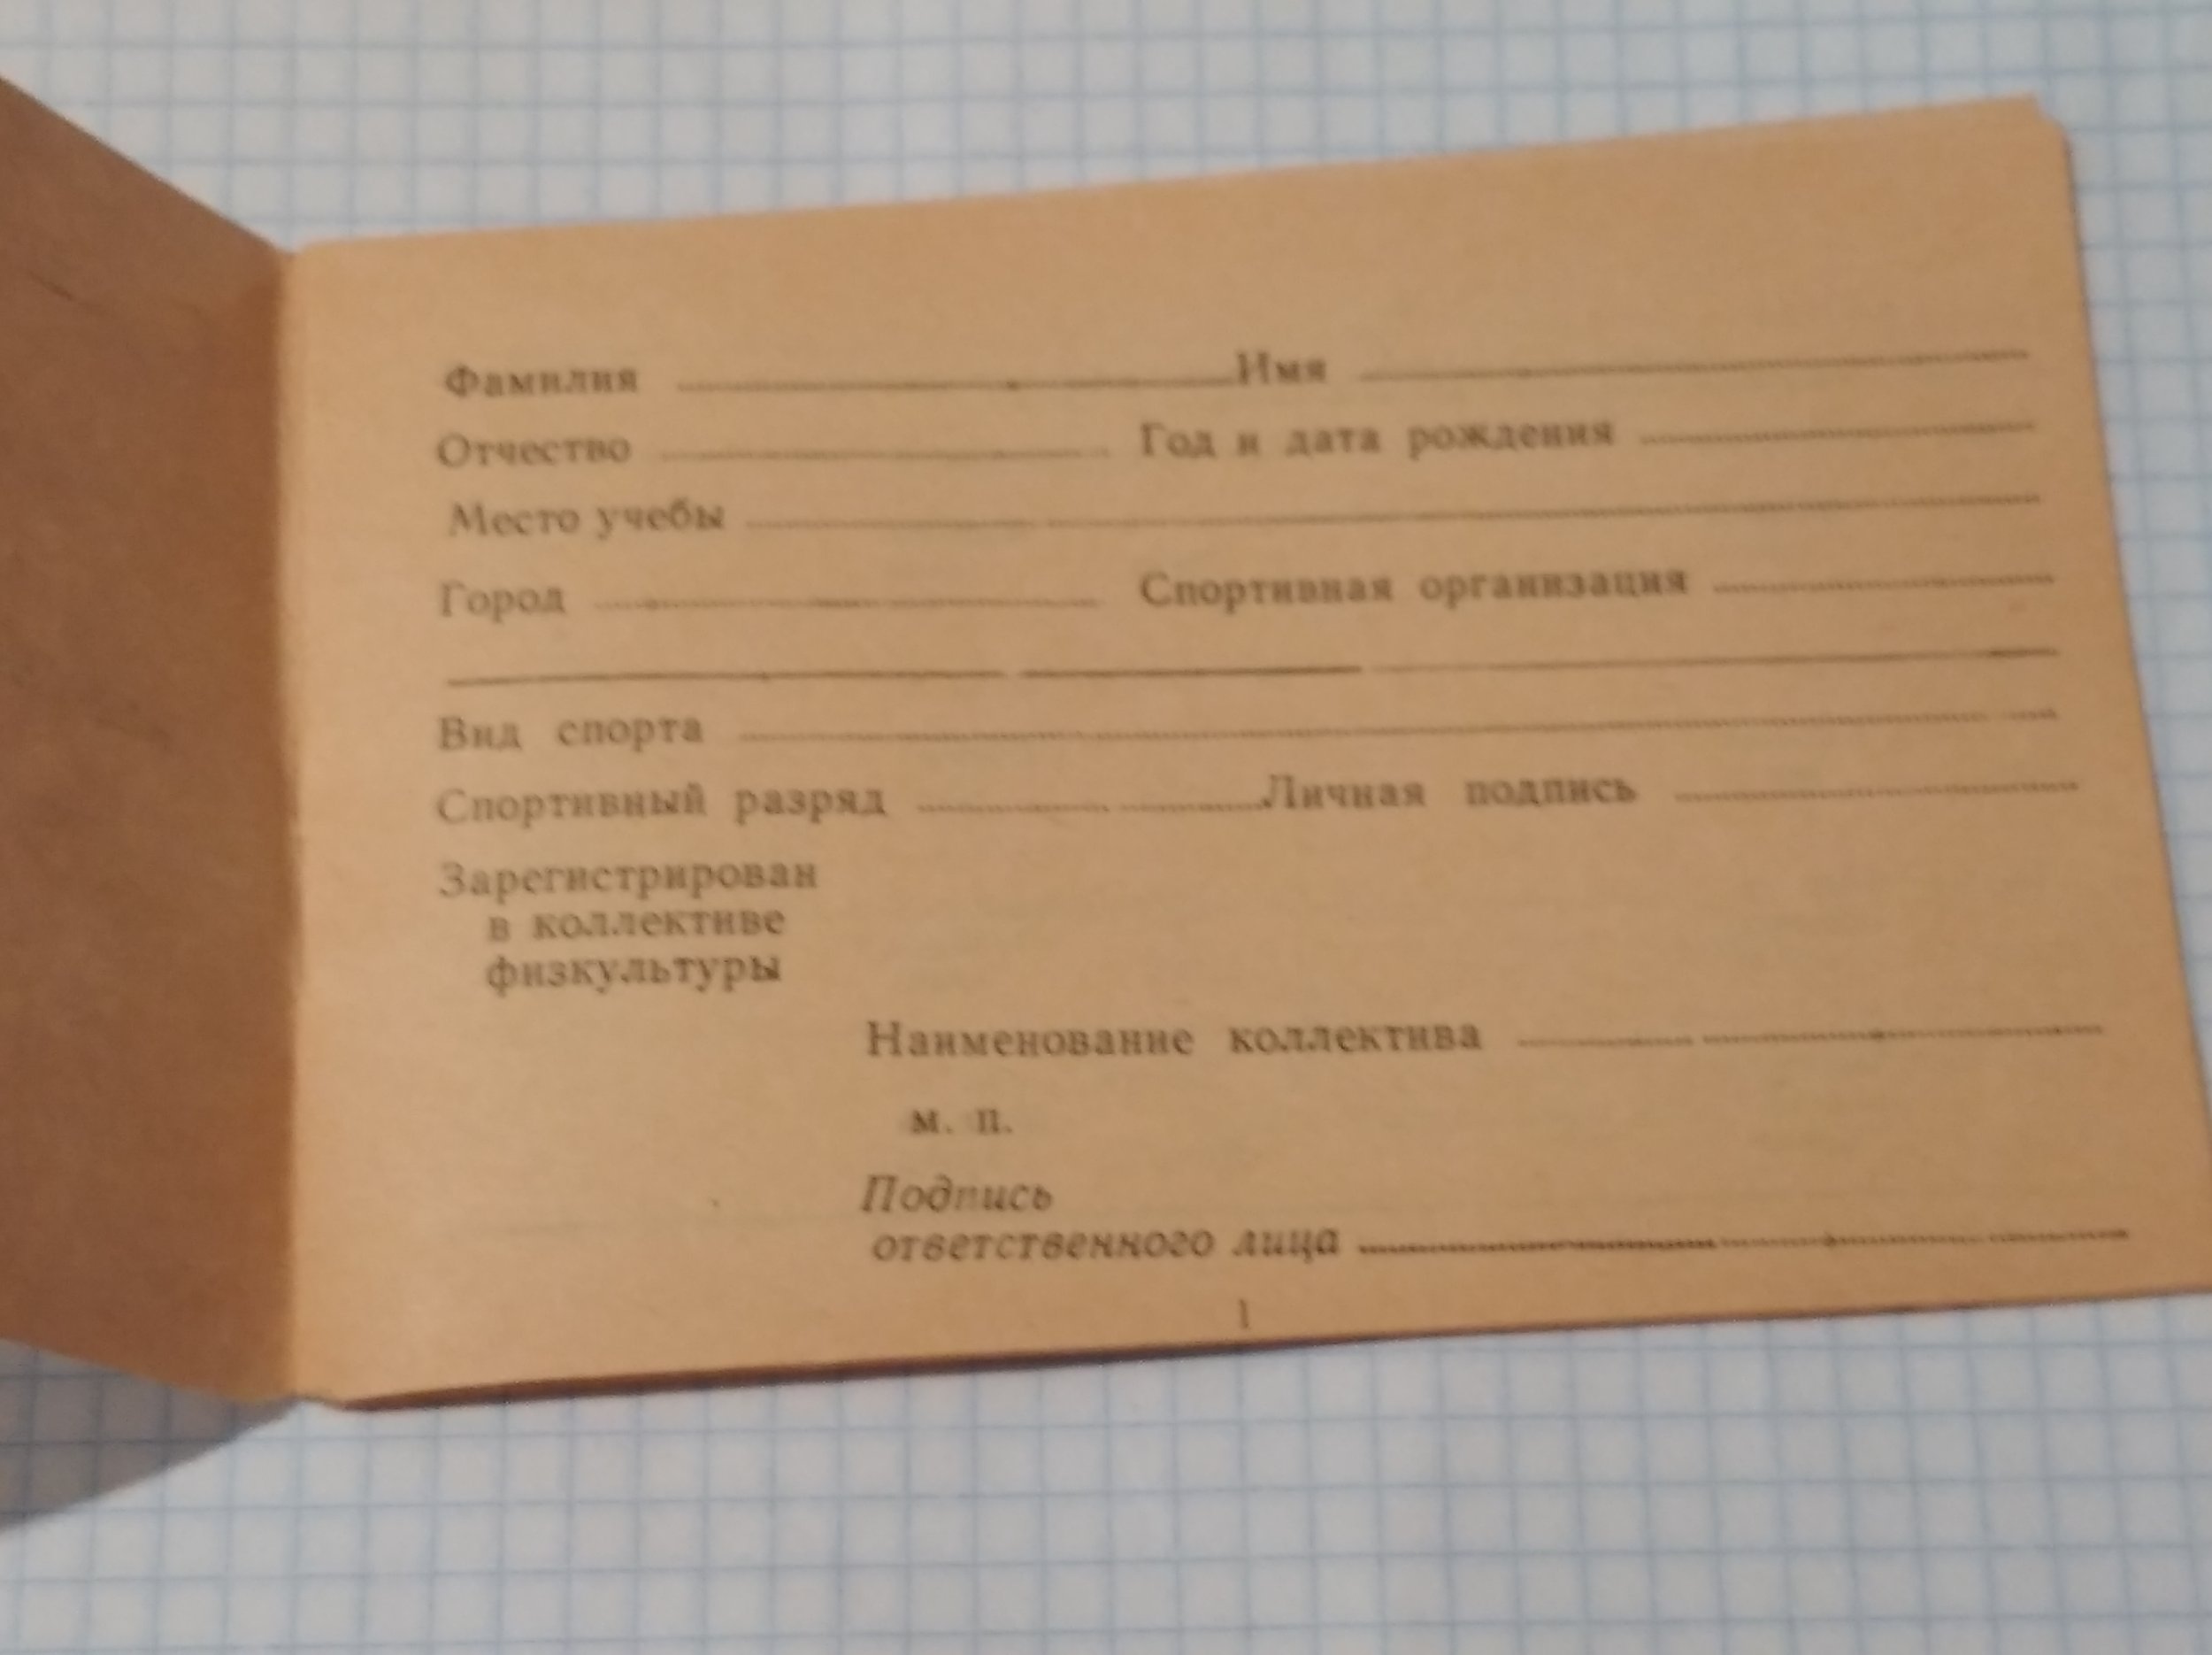 Фамилия Имя
Отчество Год и дата рождения
Место учебы
Город Спортивная организация
Вид спорта
Спортивный разряд Личная подпись
Зарегистрирован
в коллективе
физкультуры
Наименование коллектива
м. п.
Подпись
ответственного лица
1